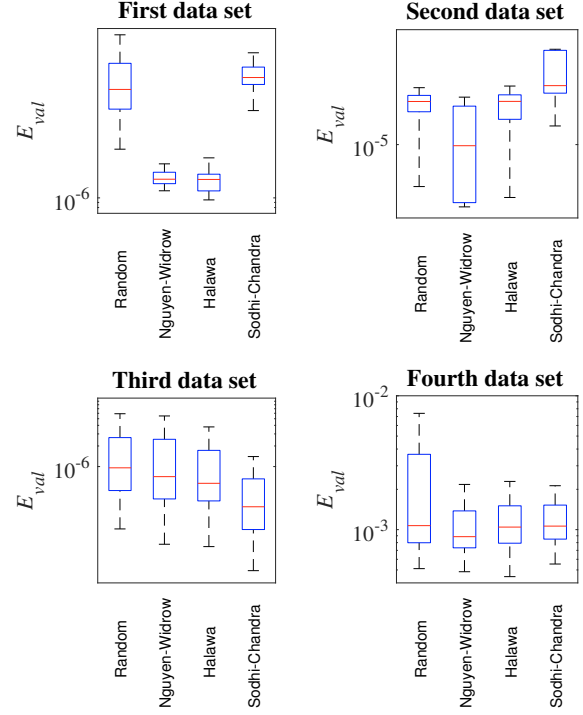 First data set
E_val
10^-6
Random
Nguyen-Widrow
Halawa
Sodhi-Chandra
Second data set
E_val
10^-5
Random
Nguyen-Widrow
Halawa
Sodhi-Chandra
Third data set
E_val
10^-6
Random
Nguyen-Widrow
Halawa
Sodhi-Chandra
Fourth data set
E_val
10^-2
10^-3
Random
Nguyen-Widrow
Halawa
Sodhi-Chandra